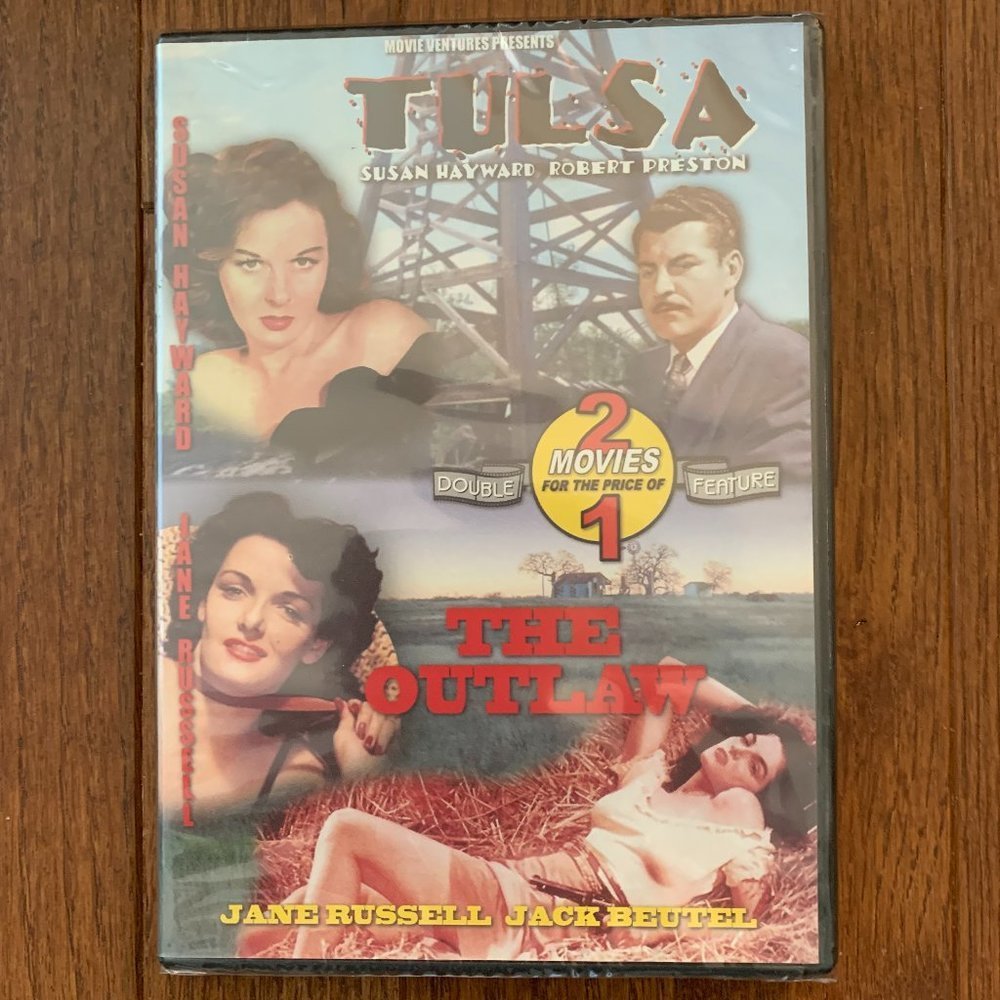 MOVIE VENTURES PRESENTS
TULSA
SUSAN HAYWARD ROBERT PRESTON
SUSAN HAYWARD
2
MOVIES
FOR THE PRICE OF
1
DOUBLE
FEATURE
JANE RUSSELL
THE
OUTLAW
JANE RUSSELL JACK BEUTEL